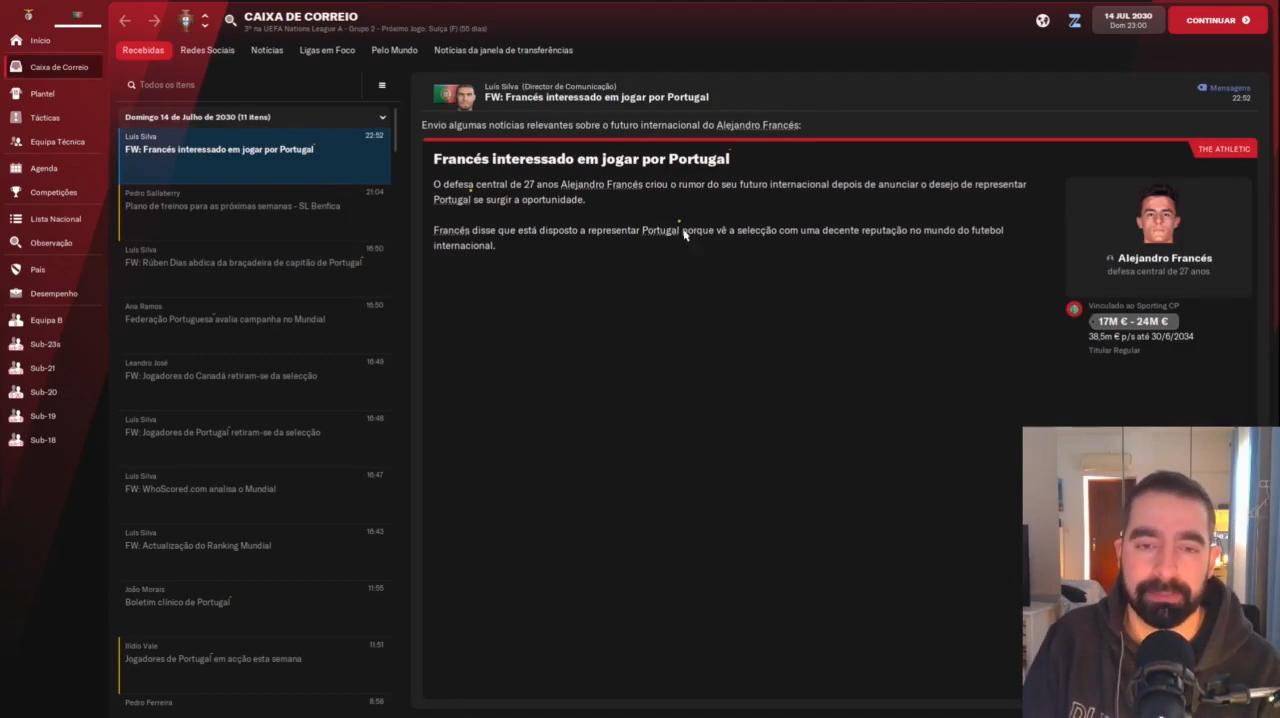 CAIXA DE CORREIO
3º na UEFA Nations League A - Grupo 2 - Próximo Jogo: Suíça (F) (55 dias)
14 JUL 2030
Dom 23:00
CONTINUAR
Início
Caixa de Correio
Plantel
Tácticas
Equipa Técnica
Agenda
Competições
Lista Nacional
Observação
País
Desempenho
Equipa B
Sub-23s
Sub-21
Sub-20
Sub-19
Sub-18
Recebidas
Redes Sociais
Notícias
Ligas em Foco
Pelo Mundo
Notícias da janela de transferências
Todos os itens
Domingo 14 de Julho de 2030 (11 itens)
Luís Silva 22:52
FW: Francés interessado em jogar por Portugal
Pedro Sallaberry 21:04
Plano de treinos para as próximas semanas - SL Benfica
Luís Silva 16:50
FW: Rúben Dias abdica da braçadeira de capitão de Portugal
Ana Ramos 16:50
Federação Portuguesa avalia campanha no Mundial
Leandro José 16:49
FW: Jogadores do Canadá retiram-se da selecção
Luís Silva 16:48
FW: Jogadores de Portugal retiram-se da selecção
Luís Silva 16:47
FW: WhoScored.com analisa o Mundial
Luís Silva 16:43
FW: Actualização do Ranking Mundial
João Morais 11:55
Boletim clínico de Portugal
Ilídio Vale 11:51
Jogadores de Portugal em acção esta semana
Pedro Ferreira 8:56
Luís Silva (Director de Comunicação)
FW: Francés interessado em jogar por Portugal
Mensagens
22:52
Envio algumas notícias relevantes sobre o futuro internacional do Alejandro Francés:
THE ATHLETIC
Francés interessado em jogar por Portugal
O defesa central de 27 anos Alejandro Francés criou o rumor do seu futuro internacional depois de anunciar o desejo de representar
Portugal se surgir a oportunidade.
Francés disse que está disposto a representar Portugal porque vê a selecção com uma decente reputação no mundo do futebol
internacional.
Alejandro Francés
defesa central de 27 anos
Vinculado ao Sporting CP
17M € - 24M €
38,5m € p/s até 30/6/2034
Titular Regular